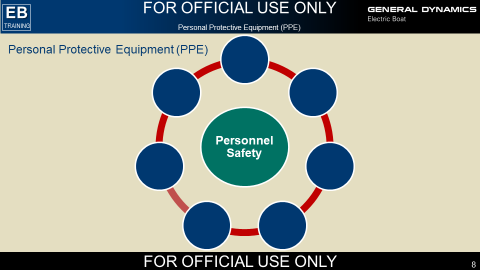 EB
TRAINING
FOR OFFICIAL USE ONLY
Personal Protective Equipment (PPE)
GENERAL DYNAMICS
Electric Boat
Personal Protective Equipment (PPE)
Personnel
Safety
FOR OFFICIAL USE ONLY
8